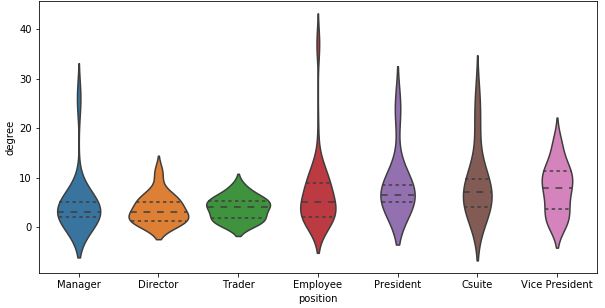 40
30
20
10
0
degree
Manager Director Trader Employee President Csuite Vice President
position